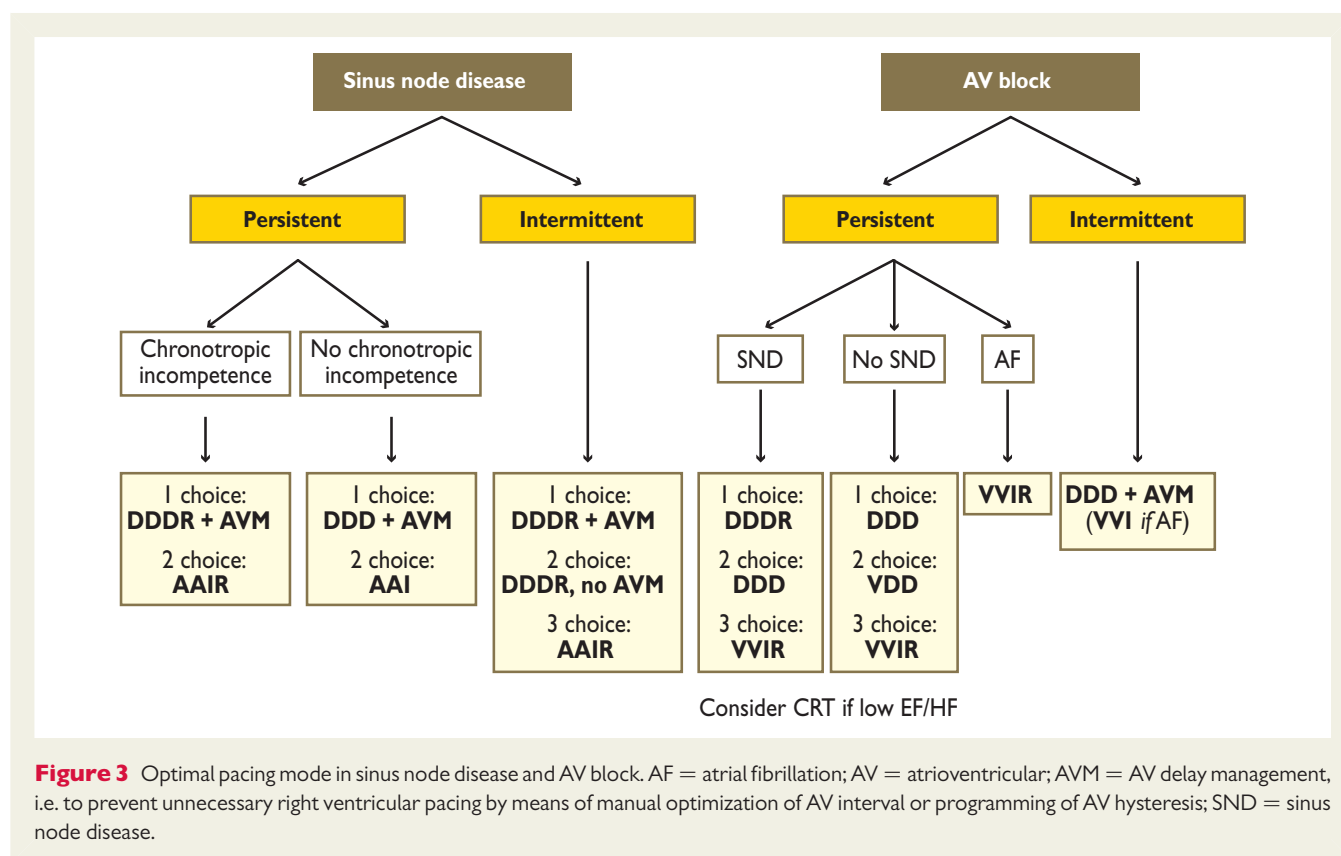 Sinus node disease
AV block
Persistent
Intermittent
Persistent
Intermittent
Chronotropic
incompetence
No chronotropic
incompetence
SND
No SND
AF
1 choice:
DDDR + AVM
2 choice:
AAIR
1 choice:
DDD + AVM
2 choice:
AAI
1 choice:
DDDR + AVM
2 choice:
DDDR, no AVM
3 choice:
AAIR
1 choice:
DDDR
2 choice:
DDD
3 choice:
VVIR
1 choice:
DDD
2 choice:
VDD
3 choice:
VVIR
VVIR
DDD + AVM
(VVI if AF)
Consider CRT if low EF/HF
Figure 3 Optimal pacing mode in sinus node disease and AV block. AF = atrial fibrillation; AV = atrioventricular; AVM = AV delay management,
i.e. to prevent unnecessary right ventricular pacing by means of manual optimization of AV interval or programming of AV hysteresis; SND = sinus
node disease.